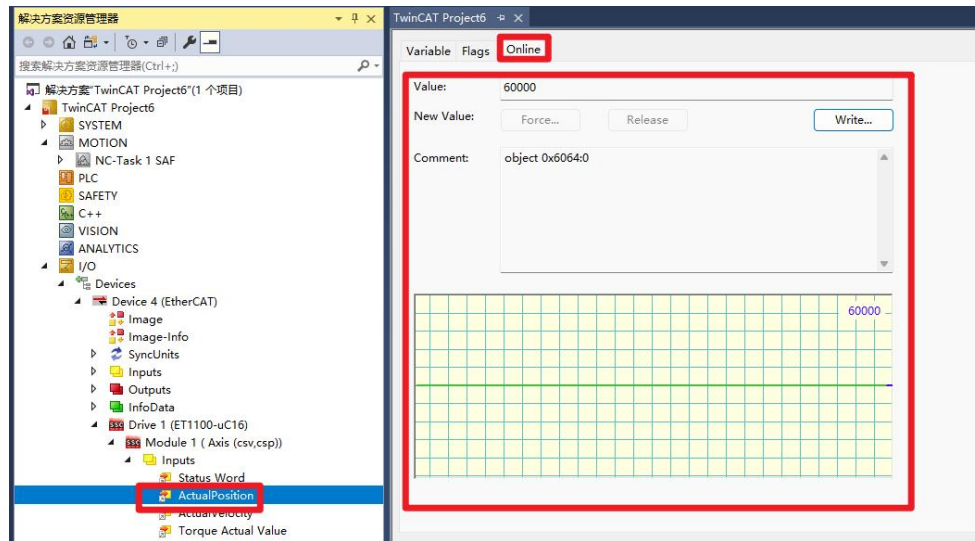 解决方案资源管理器
搜索解决方案资源管理器(Ctrl+;)
解决方案"TwinCAT Project6"(1 个项目)
TwinCAT Project6
SYSTEM
MOTION
NC-Task 1 SAF
PLC
SAFETY
C++
VISION
ANALYTICS
I/O
Devices
Device 4 (EtherCAT)
Image
Image-Info
SyncUnits
Inputs
Outputs
InfoData
Drive 1 (ET1100-uC16)
Module 1 ( Axis (csv,csp))
Inputs
Status Word
ActualPosition
ActualVelocity
Torque Actual Value
TwinCAT Project6
Variable Flags Online
Value: 60000
New Value: Force... Release Write...
Comment: object 0x6064:0
60000